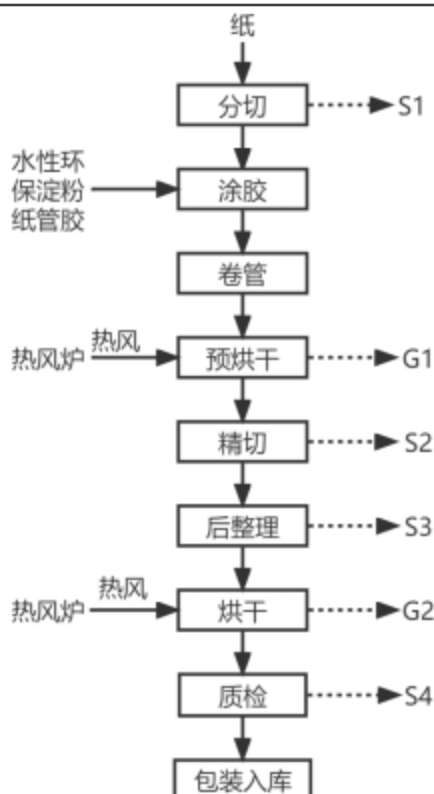 纸
分切
S1
水性环
保淀粉
纸管胶
涂胶
卷管
热风炉
热风
预烘干
G1
精切
S2
后整理
S3
热风炉
热风
烘干
G2
质检
S4
包装入库